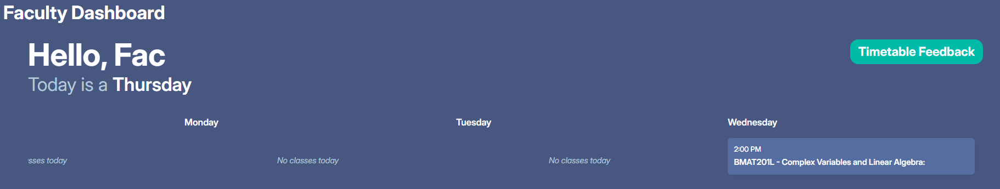 Faculty Dashboard
Hello, Fac
Timetable Feedback
Today is a Thursday
Monday
Tuesday
Wednesday
2:00 PM
BMAT201L - Complex Variables and Linear Algebra:
today
No classes today
No classes today